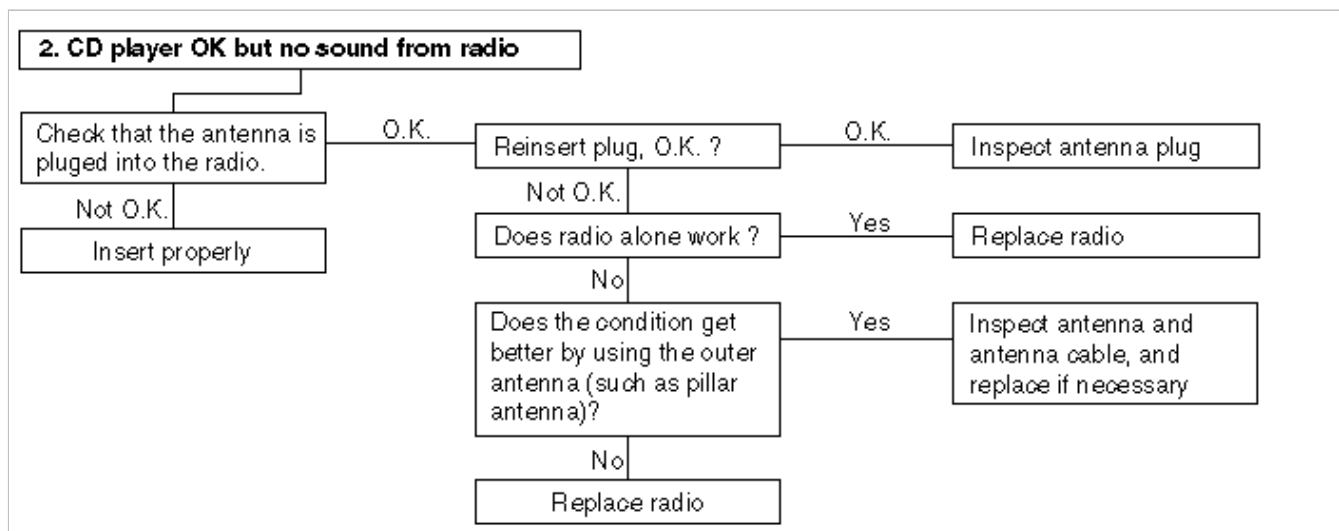 2. CD player OK but no sound from radio
Check that the antenna is
pluged into the radio.
O.K.
Reinsert plug, O.K. ?
O.K.
Inspect antenna plug
Not O.K.
Insert properly
Not O.K.
Does radio alone work ?
Yes
Replace radio
No
Does the condition get
better by using the outer
antenna (such as pillar
antenna)?
Yes
Inspect antenna and
antenna cable, and
replace if necessary
No
Replace radio